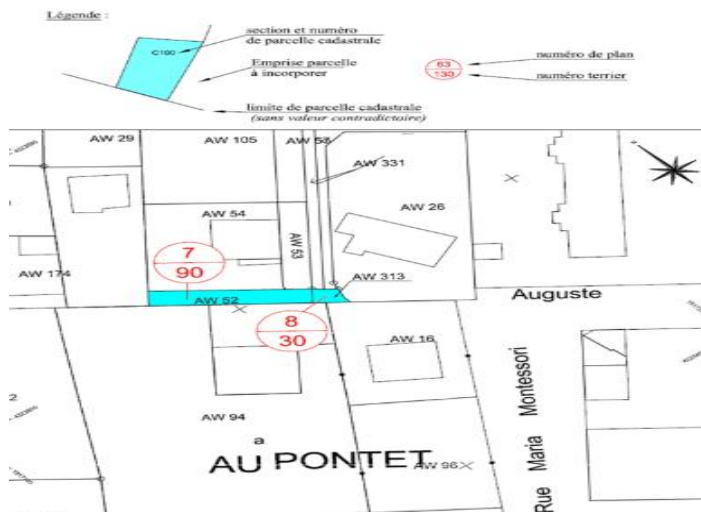 Légende :
section et numéro
de parcelle cadastrale
C100
Emprise parcelle
à incorporer
limite de parcelle cadastrale
(sans valeur contradictoire)
63
130
numéro de plan
numéro terrier
AW 29
AW 105
AW 58
AW 331
AW 54
AW 53
AW 26
7
90
AW 174
AW 313
AW 52
Auguste
8
30
AW 16
AW 94
a
AU PONTET
AW 96
Rue Maria Montessori